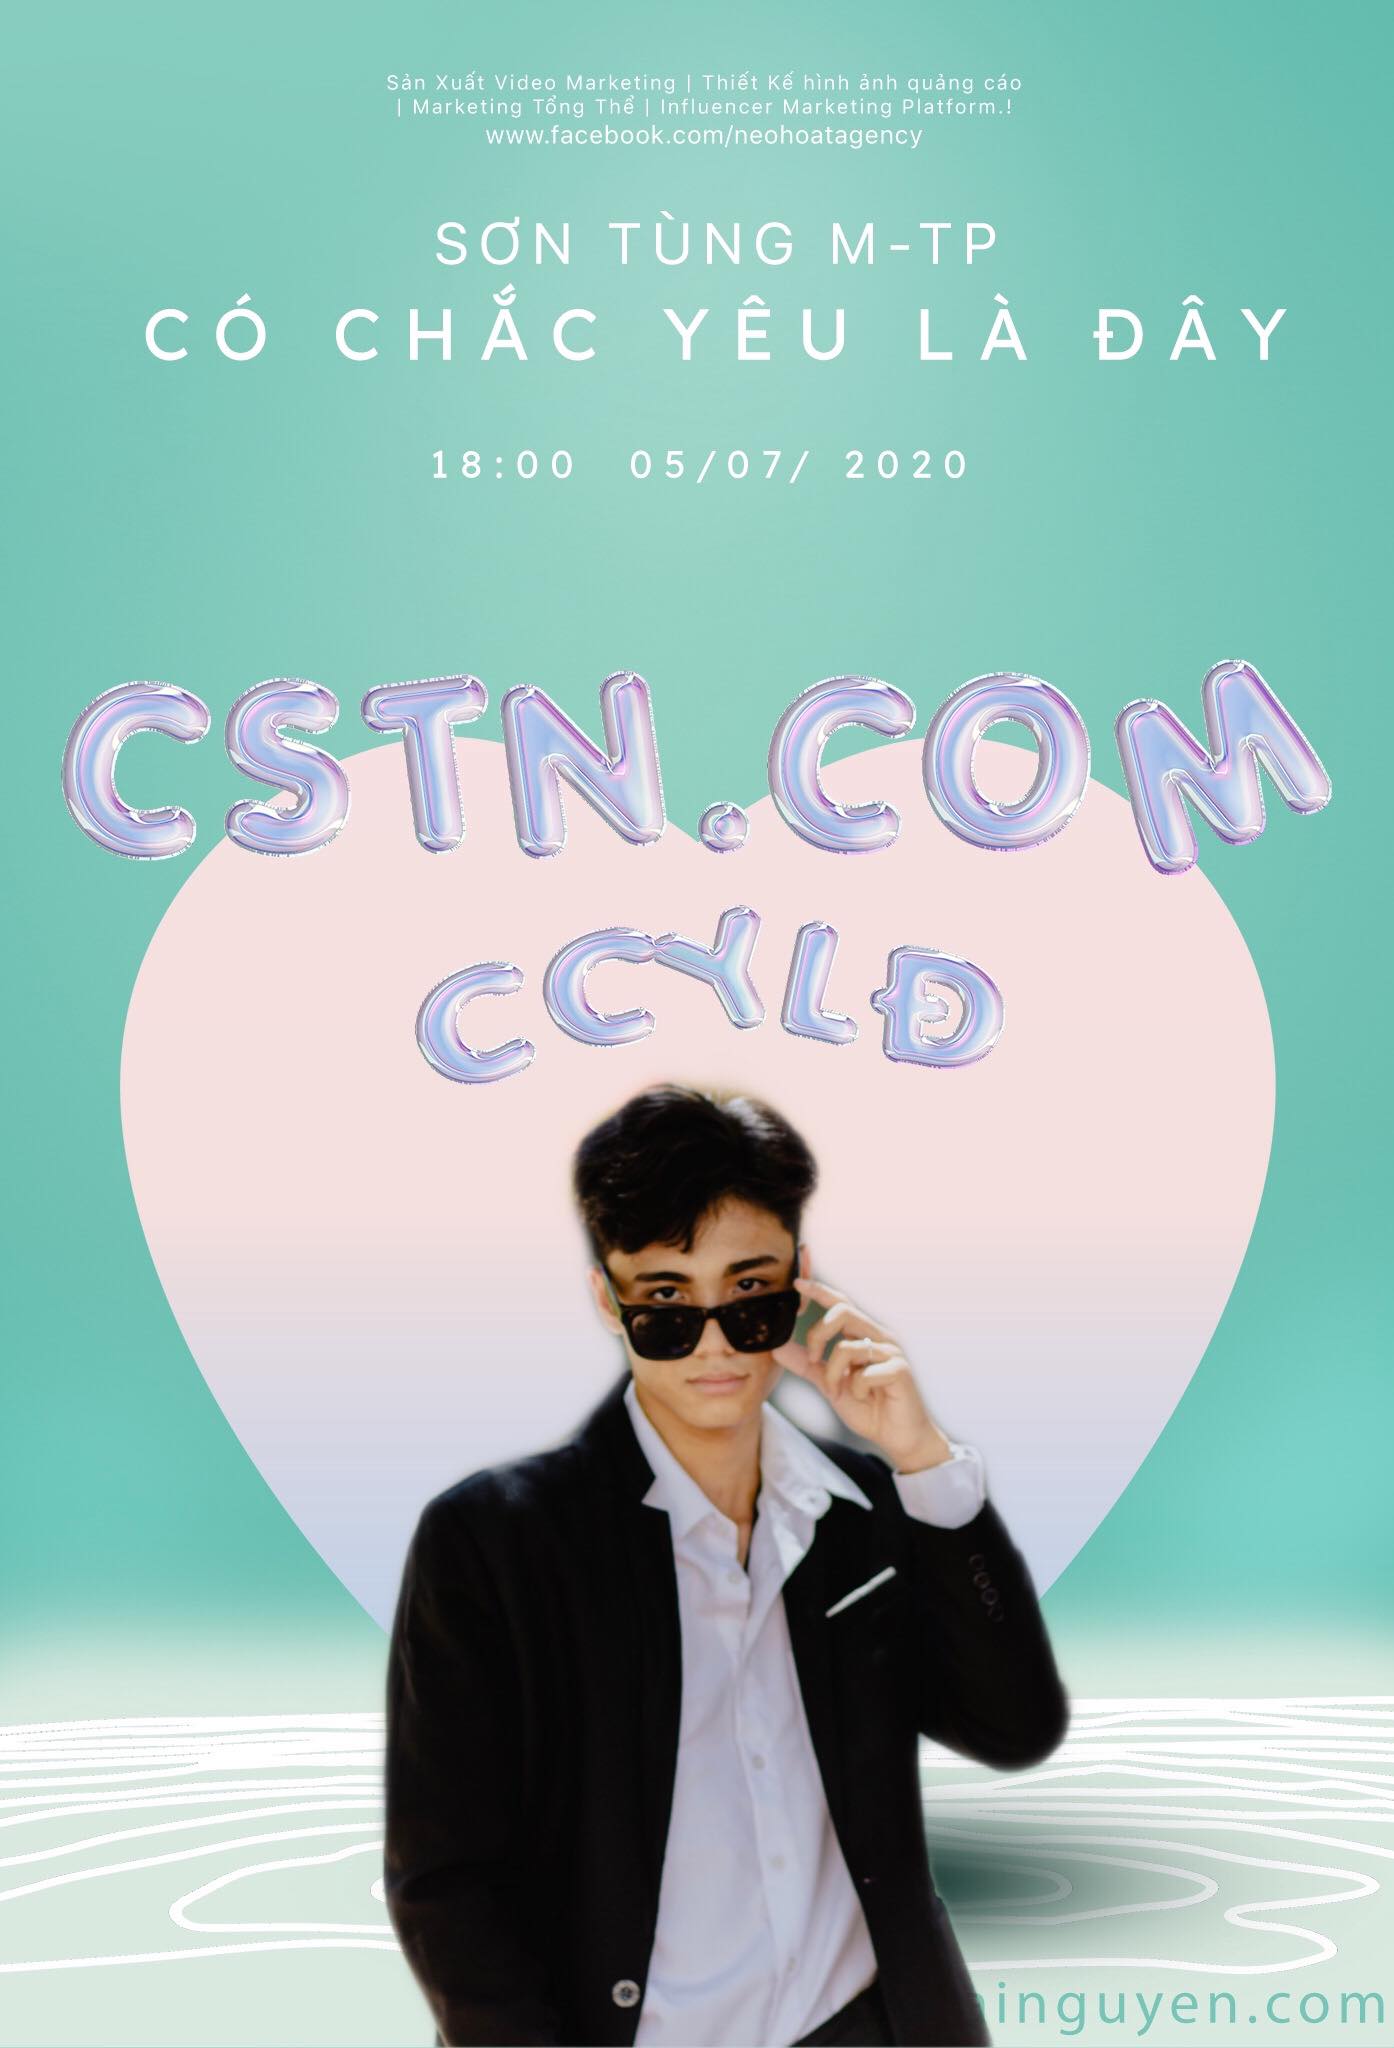 Sản Xuất Video Marketing | Thiết Kế hình ảnh quảng cáo
| Marketing Tổng Thể | Influencer Marketing Platform.!
www.facebook.com/neohoatagency
SƠN TÙNG M-TP
CÓ CHẮC YÊU LÀ ĐÂY
18:00 05/07/ 2020
CSTN.COM
CCYLĐ
inguyen.com